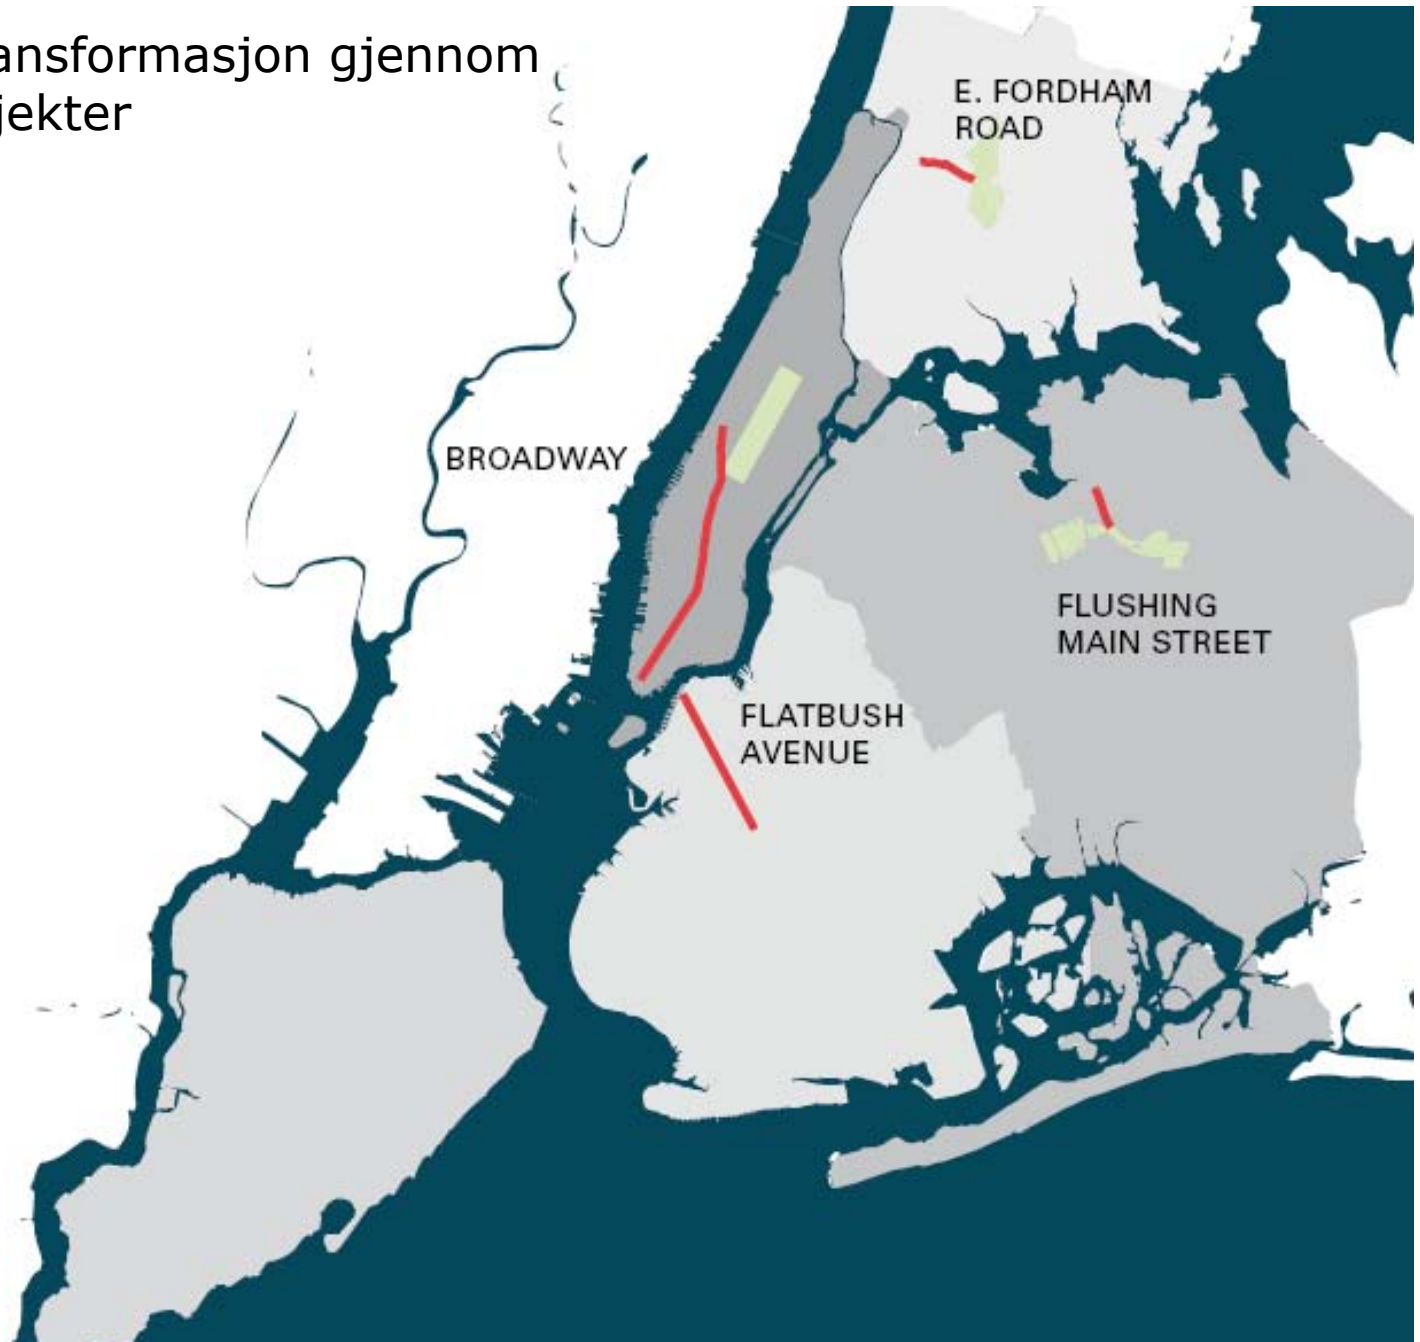 ansformasjon gjennom
jekter
E. FORDHAM
ROAD
BROADWAY
FLUSHING
MAIN STREET
FLATBUSH
AVENUE